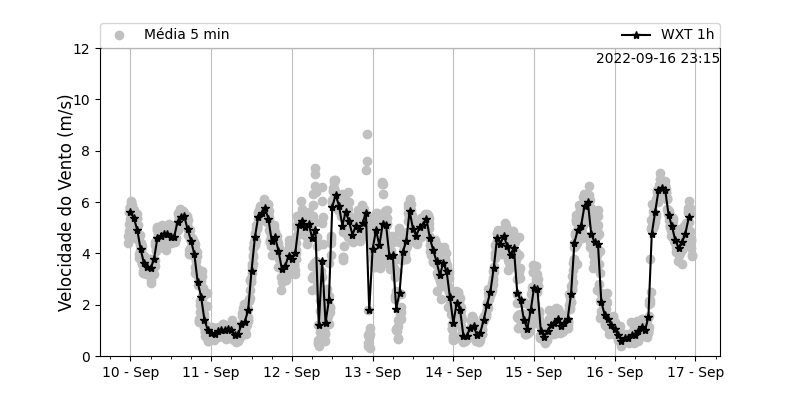 Média 5 min
WXT 1h
2022-09-16 23:15
Velocidade do Vento (m/s)
12
10
8
6
4
2
0
10 - Sep
11 - Sep
12 - Sep
13 - Sep
14 - Sep
15 - Sep
16 - Sep
17 - Sep